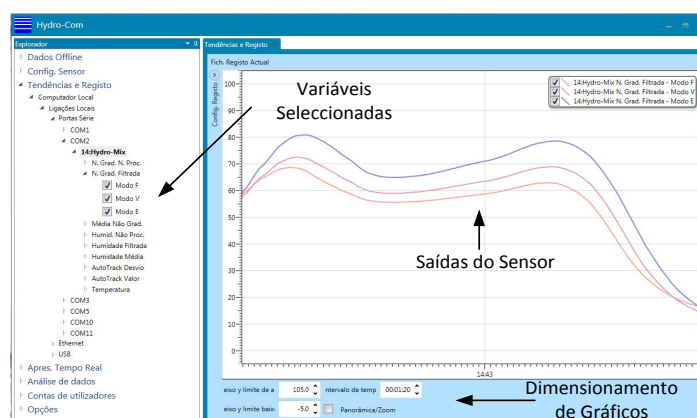 Hydro-Com
Explorador
Dados Offline
Config. Sensor
Tendências e Registo
Computador Local
Ligações Locais
Portas Série
COM1
COM2
14:Hydro-Mix
N. Grad. N. Proc.
N. Grad. Filtrada
Modo F
Modo V
Modo E
Média Não Grad.
Humid. Não Proc.
Humidade Filtrada
Humidade Média
AutoTrack Desvio
AutoTrack Valor
Temperatura
COM3
COM5
COM10
COM11
Ethernet
USB
Apres. Tempo Real
Análise de dados
Contas de utilizadores
Opções
Tendências e Registo
Fich. Registo Actual
Config. Registo
Variáveis
Seleccionadas
14:Hydro-Mix N. Grad. Filtrada - Modo F
14:Hydro-Mix N. Grad. Filtrada - Modo V
14:Hydro-Mix N. Grad. Filtrada - Modo E
100
90
80
70
60
50
40
30
20
10
0
Saídas do Sensor
14:43
eixo y limite de a 105.0 ntervalo de temp 00:01:20
eixo y limite baix -5.0 Panorâmica/Zoom
Dimensionamento
de Gráficos